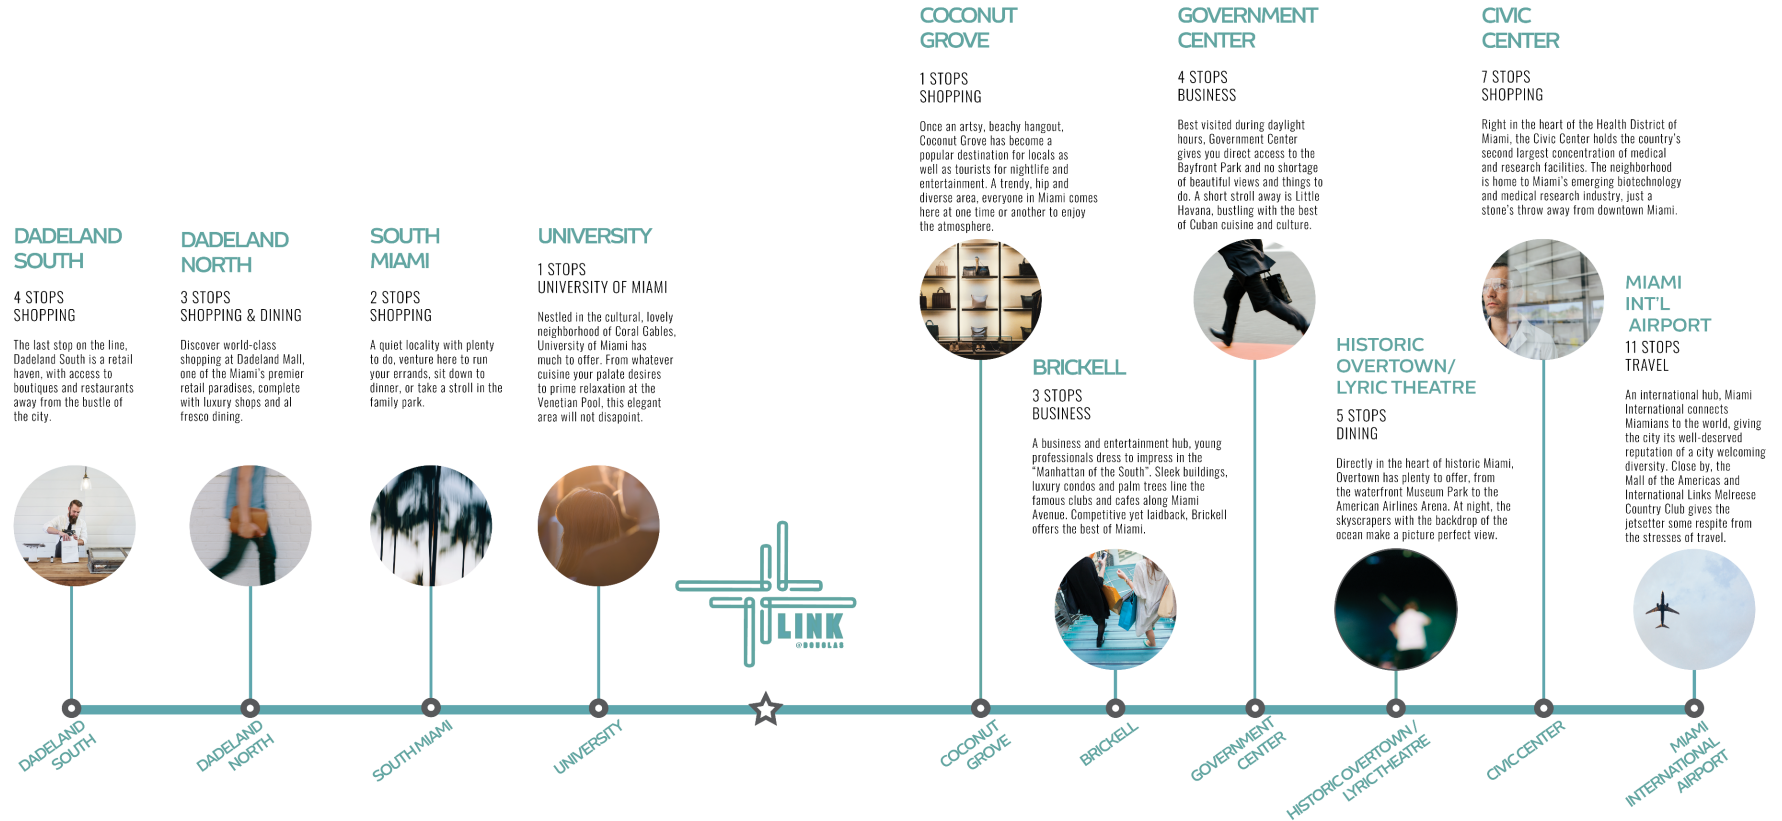 DADELAND
SOUTH
4 STOPS
SHOPPING
The last stop on the line,
Dadeland South is a retail
haven, with access to
boutiques and restaurants
away from the bustle of
the city.
DADELAND
NORTH
3 STOPS
SHOPPING & DINING
Discover world-class
shopping at Dadeland Mall,
one of the Miami's premier
retail paradises, complete
with luxury shops and al
fresco dining.
SOUTH
MIAMI
2 STOPS
SHOPPING
A quiet locality with plenty
to do, venture here to run
your errands, sit down to
dinner, or take a stroll in the
family park.
UNIVERSITY
1 STOPS
UNIVERSITY OF MIAMI
Nestled in the cultural, lovely
neighborhood of Coral Gables,
University of Miami has
much to offer. From whatever
cuisine your palate desires
to prime relaxation at the
Venetian Pool, this elegant
area will not disapoint.
LINK
@DOUGLAS
COCONUT
GROVE
1 STOPS
SHOPPING
Once an artsy, beachy hangout,
Coconut Grove has become a
popular destination for locals as
well as tourists for nightlife and
entertainment. A trendy, hip and
diverse area, everyone in Miami comes
here at one time or another to enjoy
the atmosphere.
BRICKELL
3 STOPS
BUSINESS
A business and entertainment hub, young
professionals dress to impress in the
"Manhattan of the South". Sleek buildings,
luxury condos and palm trees line the
famous clubs and cafes along Miami
Avenue. Competitive yet laidback, Brickell
offers the best of Miami.
GOVERNMENT
CENTER
4 STOPS
BUSINESS
Best visited during daylight
hours, Government Center
gives you direct access to the
Bayfront Park and no shortage
of beautiful views and things to
do. A short stroll away is Little
Havana, bustling with the best
of Cuban cuisine and culture.
HISTORIC
OVERTOWN/
LYRIC THEATRE
5 STOPS
DINING
Directly in the heart of historic Miami,
Overtown has plenty to offer, from
the waterfront Museum Park to the
American Airlines Arena. At night, the
skyscrapers with the backdrop of the
ocean make a picture perfect view.
CIVIC
CENTER
7 STOPS
SHOPPING
Right in the heart of the Health District of
Miami, the Civic Center holds the country's
second largest concentration of medical
and research facilities. The neighborhood
is home to Miami's emerging biotechnology
and medical research industry, just a
stone's throw away from downtown Miami.
MIAMI
INT'L
AIRPORT
11 STOPS
TRAVEL
An international hub, Miami
International connects
Miamians to the world, giving
the city its well-deserved
reputation of a city welcoming
diversity. Close by, the
Mall of the Americas and
International Links Melreese
Country Club gives the
jetsetter some respite from
the stresses of travel.
DADELAND
SOUTH
DADELAND
NORTH
SOUTH MIAMI
UNIVERSITY
COCONUT
GROVE
BRICKELL
GOVERNMENT
CENTER
HISTORIC OVERTOWN /
LYRIC THEATRE
CIVIC CENTER
MIAMI
INTERNATIONAL
AIRPORT